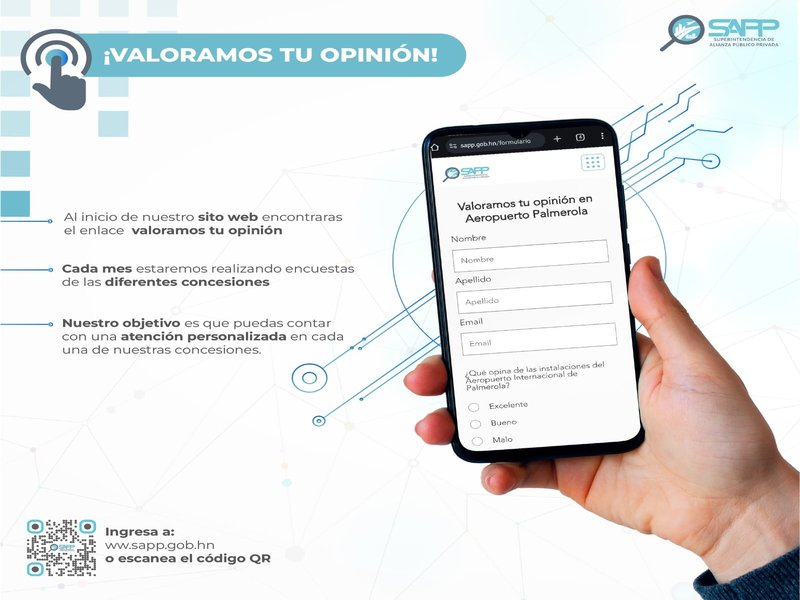 ¡VALORAMOS TU OPINIÓN!
SAPP
SUPERINTENDENCIA DE
ALIANZA PÚBLICO-PRIVADA
Al inicio de nuestro sito web encontraras
el enlace valoramos tu opinión
Cada mes estaremos realizando encuestas
de las diferentes concesiones
Nuestro objetivo es que puedas contar
con una atención personalizada en cada
una de nuestras concesiones.
sapp.gob.hn/formulario
SAPP
Valoramos tu opinión en
Aeropuerto Palmerola
Nombre
Nombre
Apellido
Apellido
Email
Email
¿Qué opina de las instalaciones del
Aeropuerto Internacional de
Palmerola?
Excelente
Bueno
Malo
SAPP
Ingresa a:
ww.sapp.gob.hn
o escanea el código QR